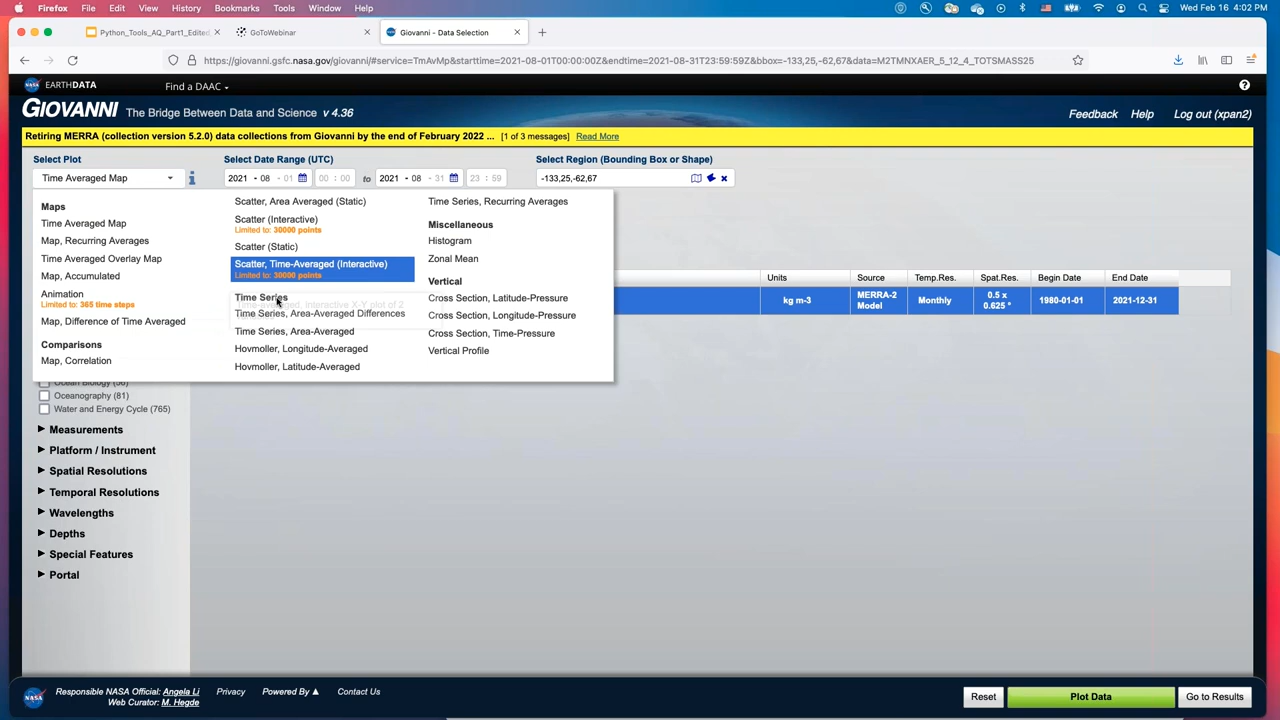 Firefox File Edit View History Bookmarks Tools Window Help Wed Feb 16 4:02 PM
Python_Tools_AQ_Part1_Edited GoToWebinar Giovanni - Data Selection
https://giovanni.gsfc.nasa.gov/giovanni/#service=TmAvMp&starttime=2021-08-01T00:00:00Z&endtime=2021-08-31T23:59:59Z&bbox=-133,25,-62,67&data=M2TMNXAER_5_12_4_TOTSMASS25
EARTHDATA Find a DAAC
GIOVANNI The Bridge Between Data and Science v 4.36 Feedback Help Log out (xpan2)
Retiring MERRA (collection version 5.2.0) data collections from Giovanni by the end of February 2022 ... [1 of 3 messages] Read More
Select Plot Select Date Range (UTC) Select Region (Bounding Box or Shape)
Time Averaged Map 2021 - 08 - 01 00 : 00 to 2021 - 08 - 31 23 : 59 -133,25,-62,67
Maps
Time Averaged Map
Map, Recurring Averages
Time Averaged Overlay Map
Map, Accumulated
Animation
Limited to: 365 time steps
Map, Difference of Time Averaged
Comparisons
Map, Correlation
Scatter, Area Averaged (Static)
Scatter (Interactive)
Limited to: 30000 points
Scatter (Static)
Scatter, Time-Averaged (Interactive)
Limited to: 30000 points
Time Series
Time-averaged, Interactive X-Y plot of 2
Time Series, Area-Averaged Differences
Time Series, Area-Averaged
Hovmoller, Longitude-Averaged
Hovmoller, Latitude-Averaged
Time Series, Recurring Averages
Miscellaneous
Histogram
Zonal Mean
Vertical
Cross Section, Latitude-Pressure
Cross Section, Longitude-Pressure
Cross Section, Time-Pressure
Vertical Profile
Units Source Temp.Res. Spat.Res. Begin Date End Date
kg m-3 MERRA-2 Model Monthly 0.5 x 0.625 ° 1980-01-01 2021-12-31
Oceanography (81)
Water and Energy Cycle (765)
Measurements
Platform / Instrument
Spatial Resolutions
Temporal Resolutions
Wavelengths
Depths
Special Features
Portal
Responsible NASA Official: Angela Li Privacy Powered By Contact Us
Web Curator: M. Hegde
Reset Plot Data Go to Results